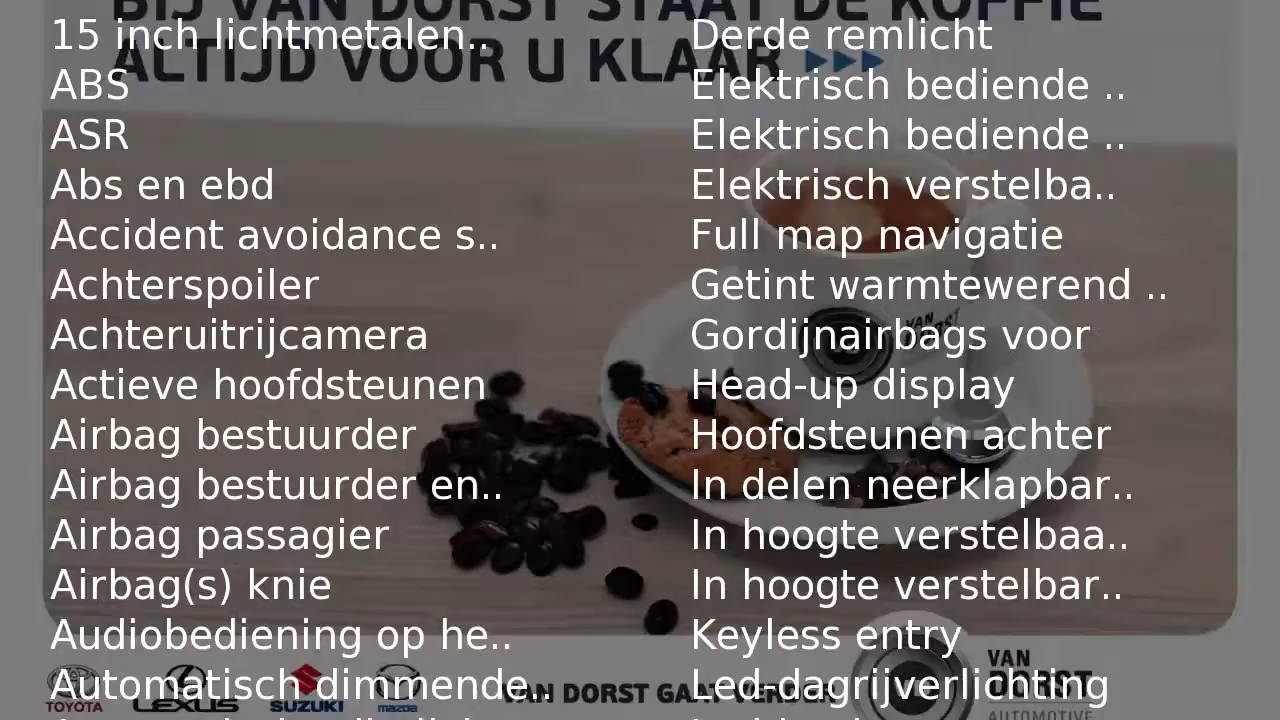 BIJ VAN DORST STAAT DE KOFFIE
ALTIJD VOOR U KLAAR
15 inch lichtmetalen..
ABS
ASR
Abs en ebd
Accident avoidance s..
Achterspoiler
Achteruitrijcamera
Actieve hoofdsteunen
Airbag bestuurder
Airbag bestuurder en..
Airbag passagier
Airbag(s) knie
Audiobediening op he..
Automatisch dimmende..
Derde remlicht
Elektrisch bediende ..
Elektrisch bediende ..
Elektrisch verstelba..
Full map navigatie
Getint warmtewerend ..
Gordijnairbags voor
Head-up display
Hoofdsteunen achter
In delen neerklapbar..
In hoogte verstelbaa..
In hoogte verstelbar..
Keyless entry
Led-dagrijverlichting
VAN DORST
TOYOTA
LEXUS
SUZUKI
mazda
VAN DORST GAAT VERDER
VAN
DORST
AUTOMOTIVE